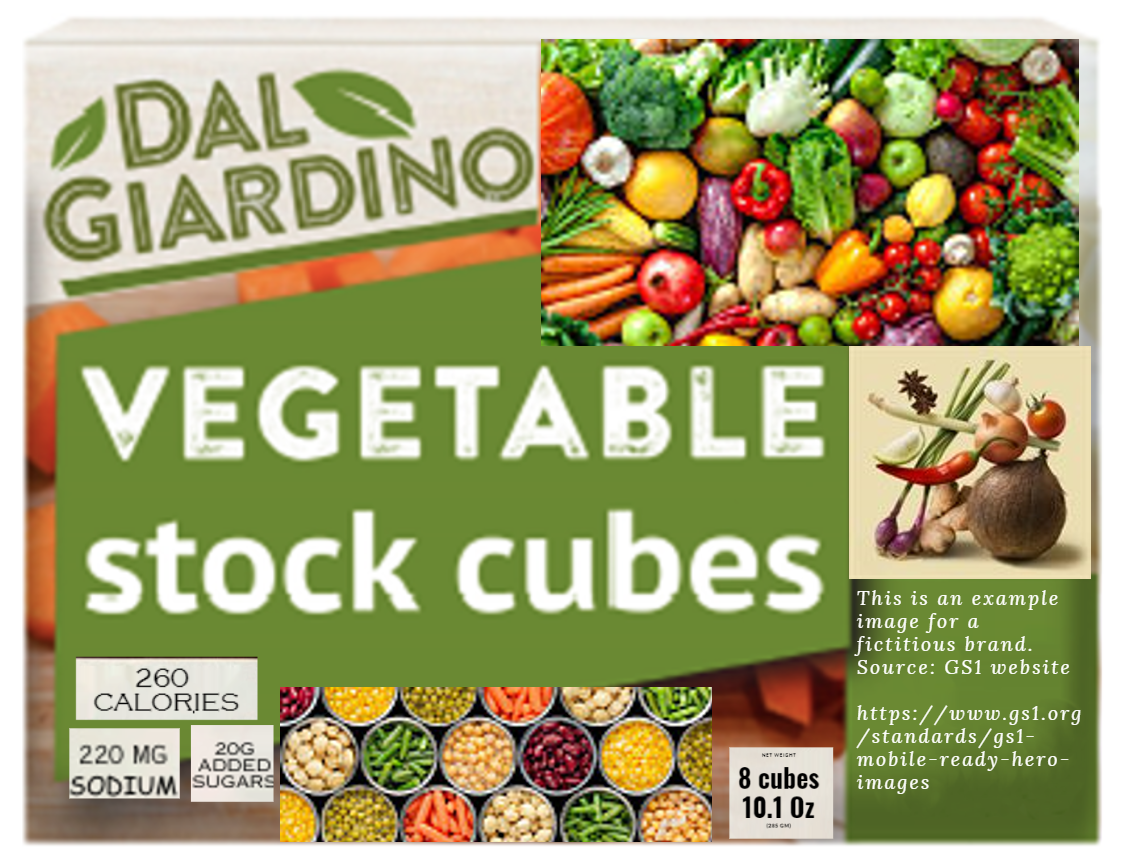 DAL
GIARDINO
VEGETABLE
stock cubes
This is an example
image for a
fictitious brand.
Source: GS1 website
https://www.gs1.org
/standards/gs1-
mobile-ready-hero-
images
260
CALORIES
220 MG
SODIUM
20G
ADDED
SUGARS
NET WEIGHT
8 cubes
10.1 Oz
(285 GM)